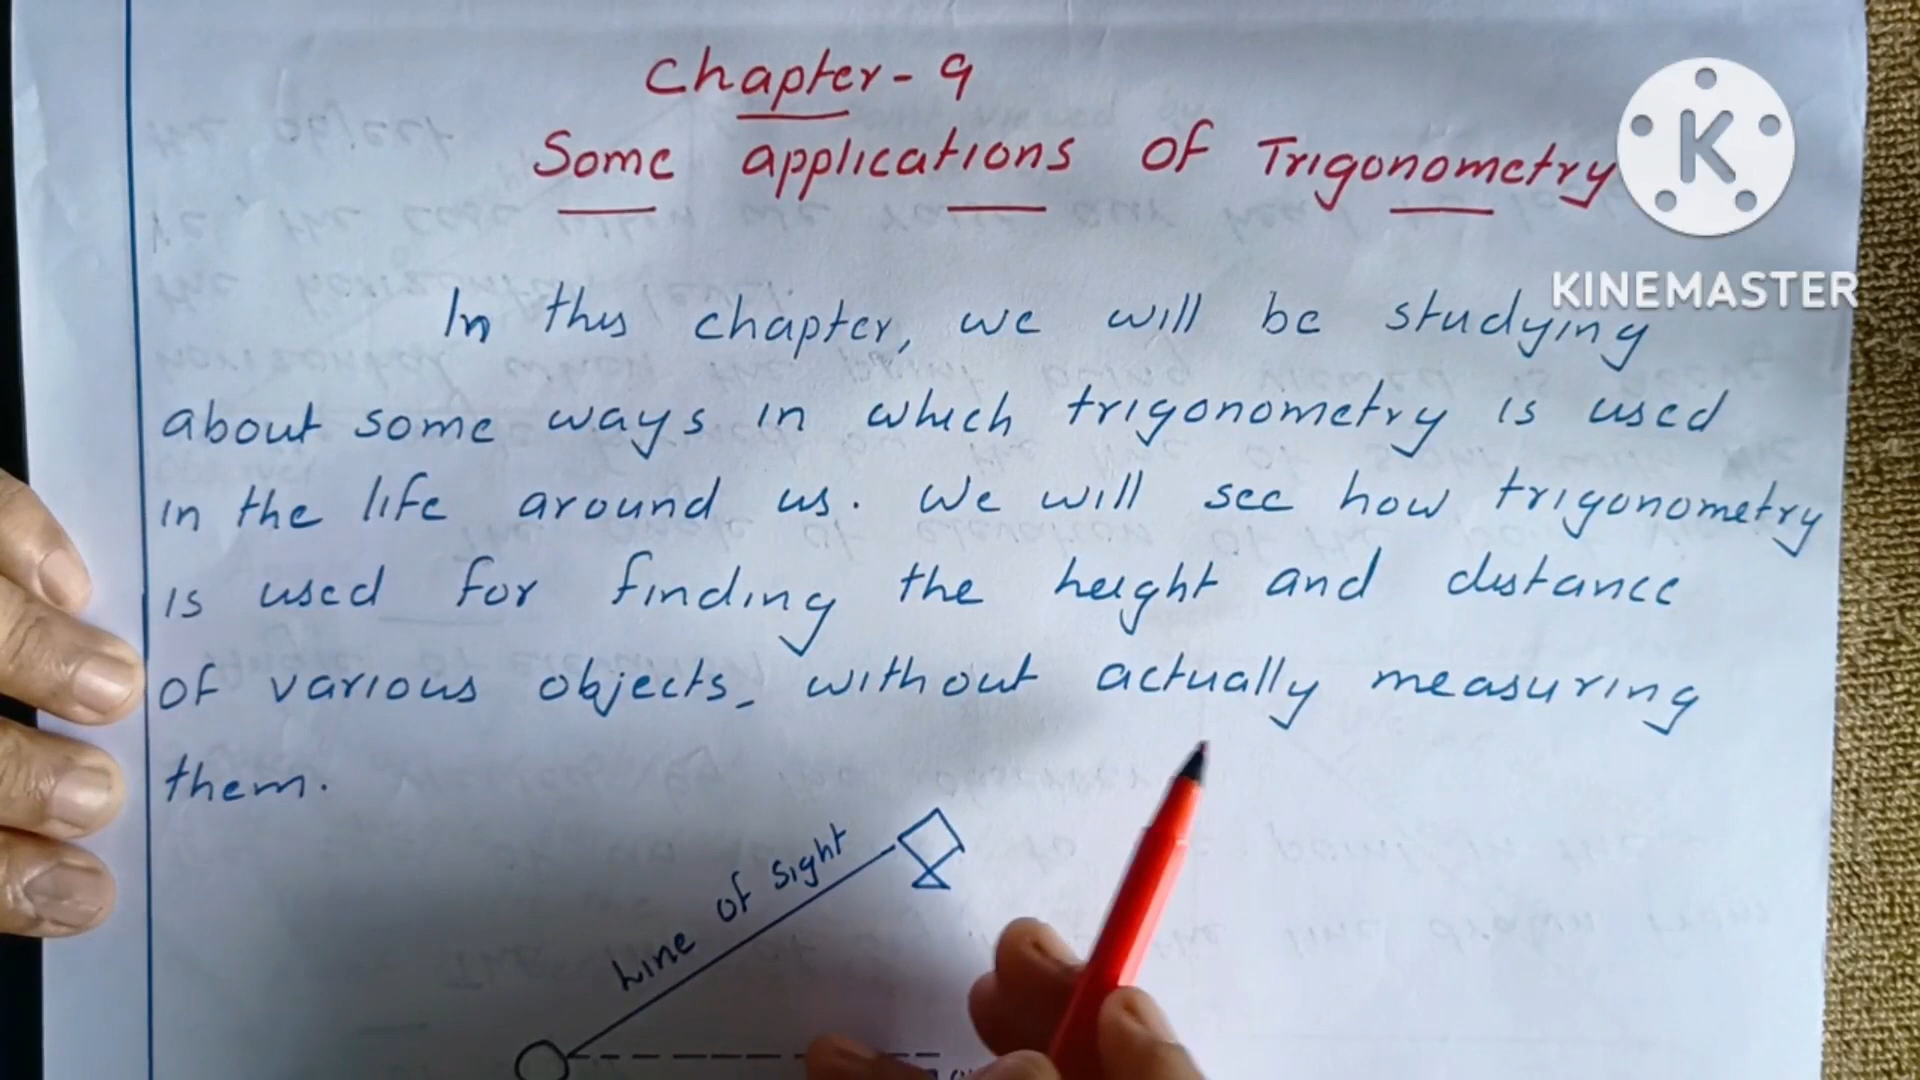 Chapter - 9
Some applications of Trigonometry
K
KINEMASTER
In this chapter, we will be studying
about some ways in which trigonometry is used
in the life around us. We will see how trigonometry
is used for finding the height and distance
of various objects, without actually measuring
them.
Line of sight